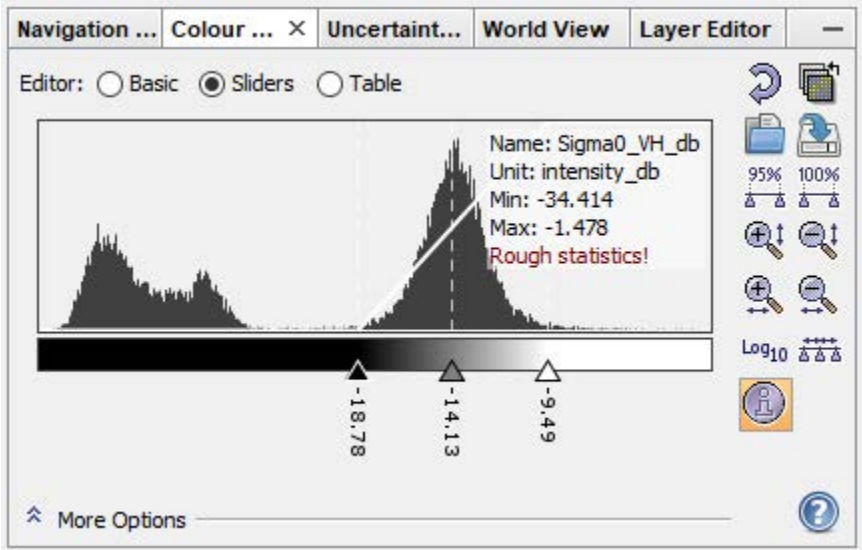 Navigation ... Colour ... × Uncertaint... World View Layer Editor
Editor: Basic Sliders Table
Name: Sigma0_VH_db
Unit: intensity_db
Min: -34.414
Max: -1.478
Rough statistics!
95% 100%
Log10
-18.78
-14.13
-9.49
More Options